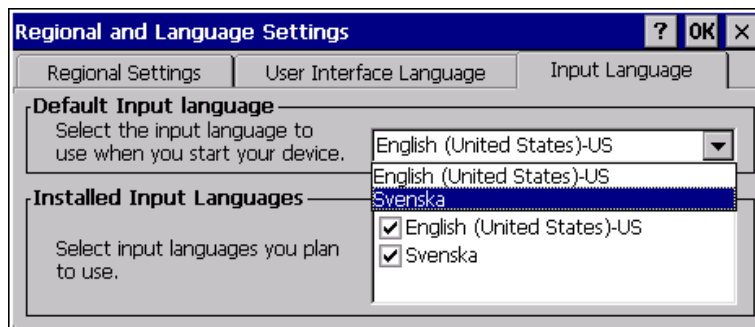 Regional and Language Settings ? OK ×
Regional Settings User Interface Language Input Language
Default Input language
Select the input language to
use when you start your device.
English (United States)-US
English (United States)-US
Svenska
Installed Input Languages
Select input languages you plan
to use.
English (United States)-US
Svenska